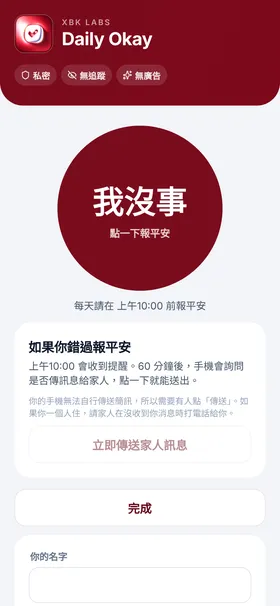 XBK LABS
Daily Okay
私密
無追蹤
無廣告
我沒事
點一下報平安
每天請在 上午10:00 前報平安
如果你錯過報平安
上午10:00 會收到提醒。60 分鐘後，手機會詢問
是否傳訊息給家人，點一下就能送出。
你的手機無法自行傳送簡訊，所以需要有人點「傳送」。如
果你一個人住，請家人在沒收到你消息時打電話給你。
立即傳送家人訊息
完成
你的名字